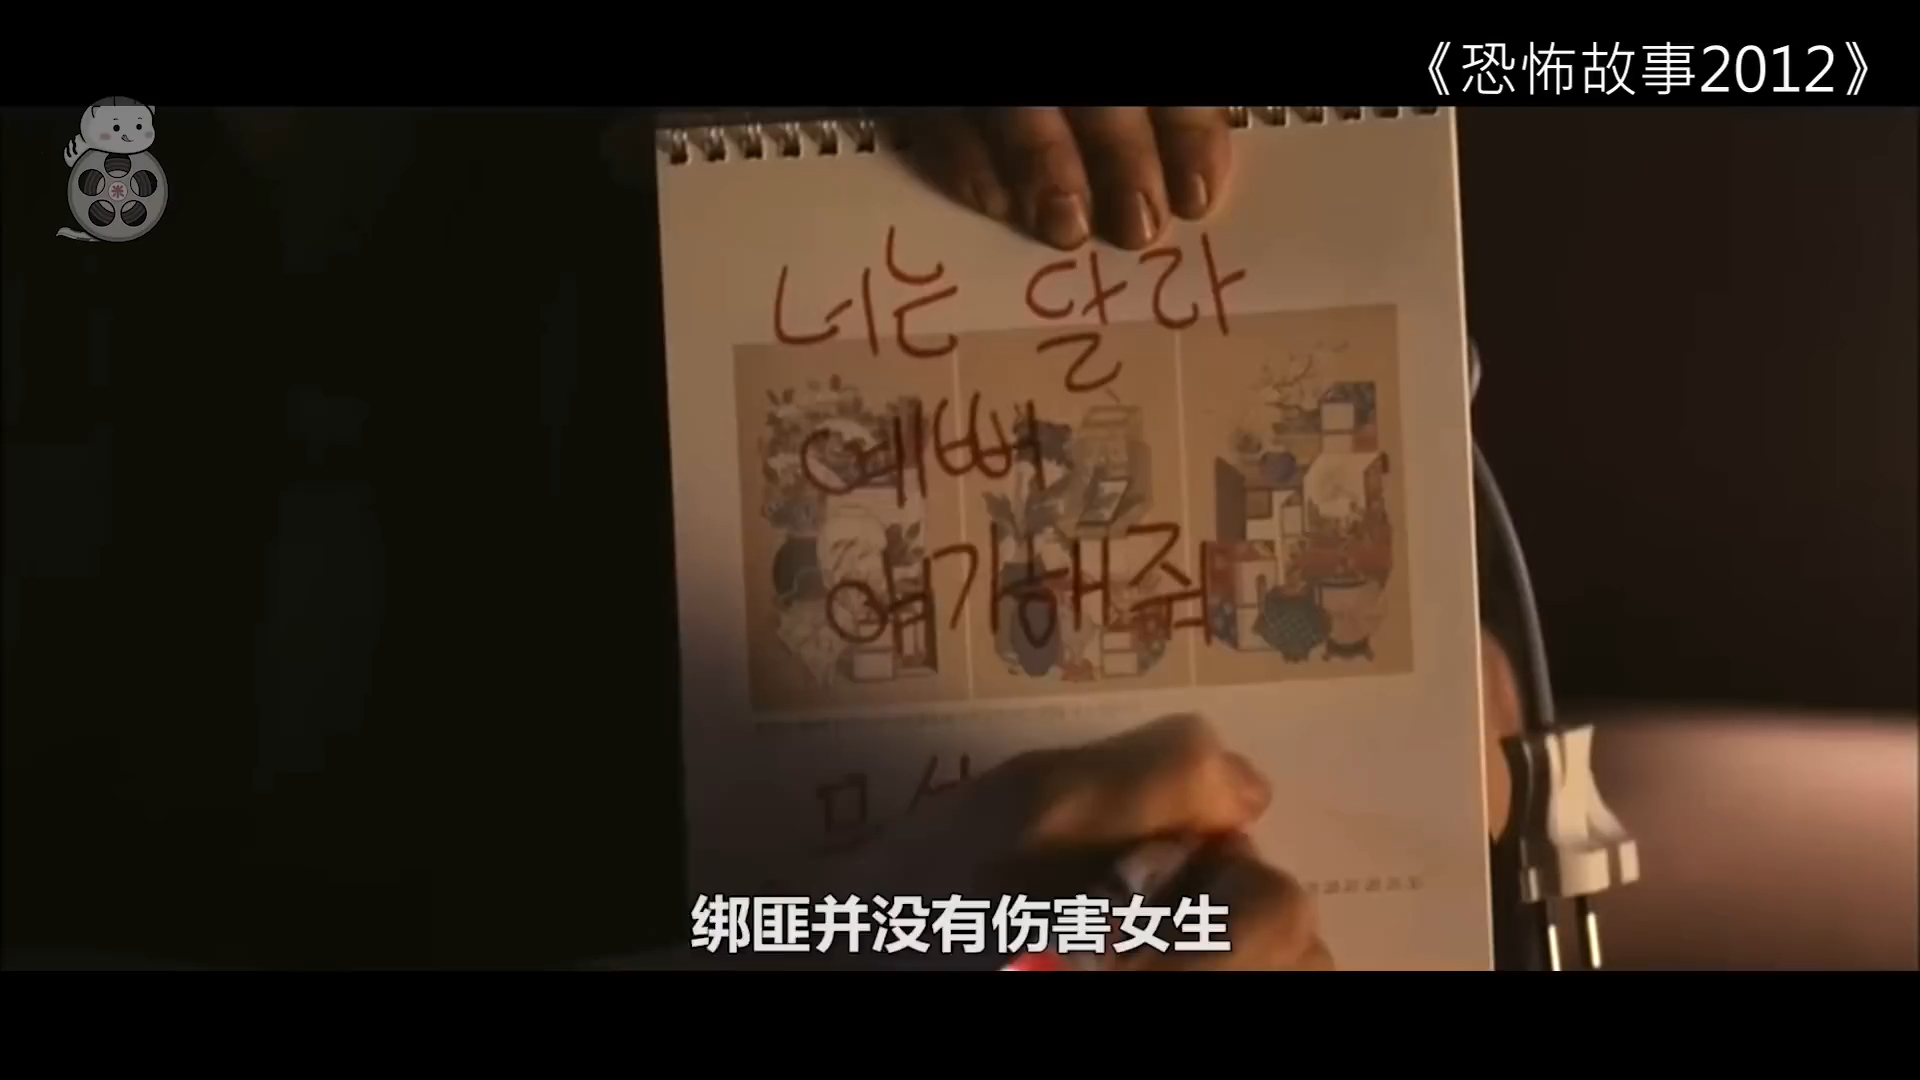 《恐怖故事2012》
너는 달라
예뻐
얘기해줘
绑匪并没有伤害女生